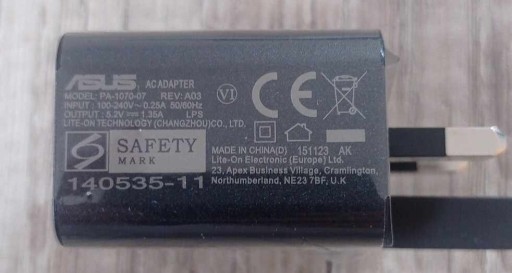 ASUS AC ADAPTER
MODEL: PA-1070-07 REV: A03
INPUT : 100-240V~ 0.25A 50/60Hz
OUTPUT : 5.2V⎓ 1.35A LPS
LITE-ON TECHNOLOGY (CHANGZHOU)CO., LTD.
SAFETY
MARK
140535-11
VI
CE
MADE IN CHINA(D) 151123 AK
Lite-On Electronic (Europe) Ltd.
23, Apex Business Village, Cramlington,
Northumberland, NE23 7BF, U.K